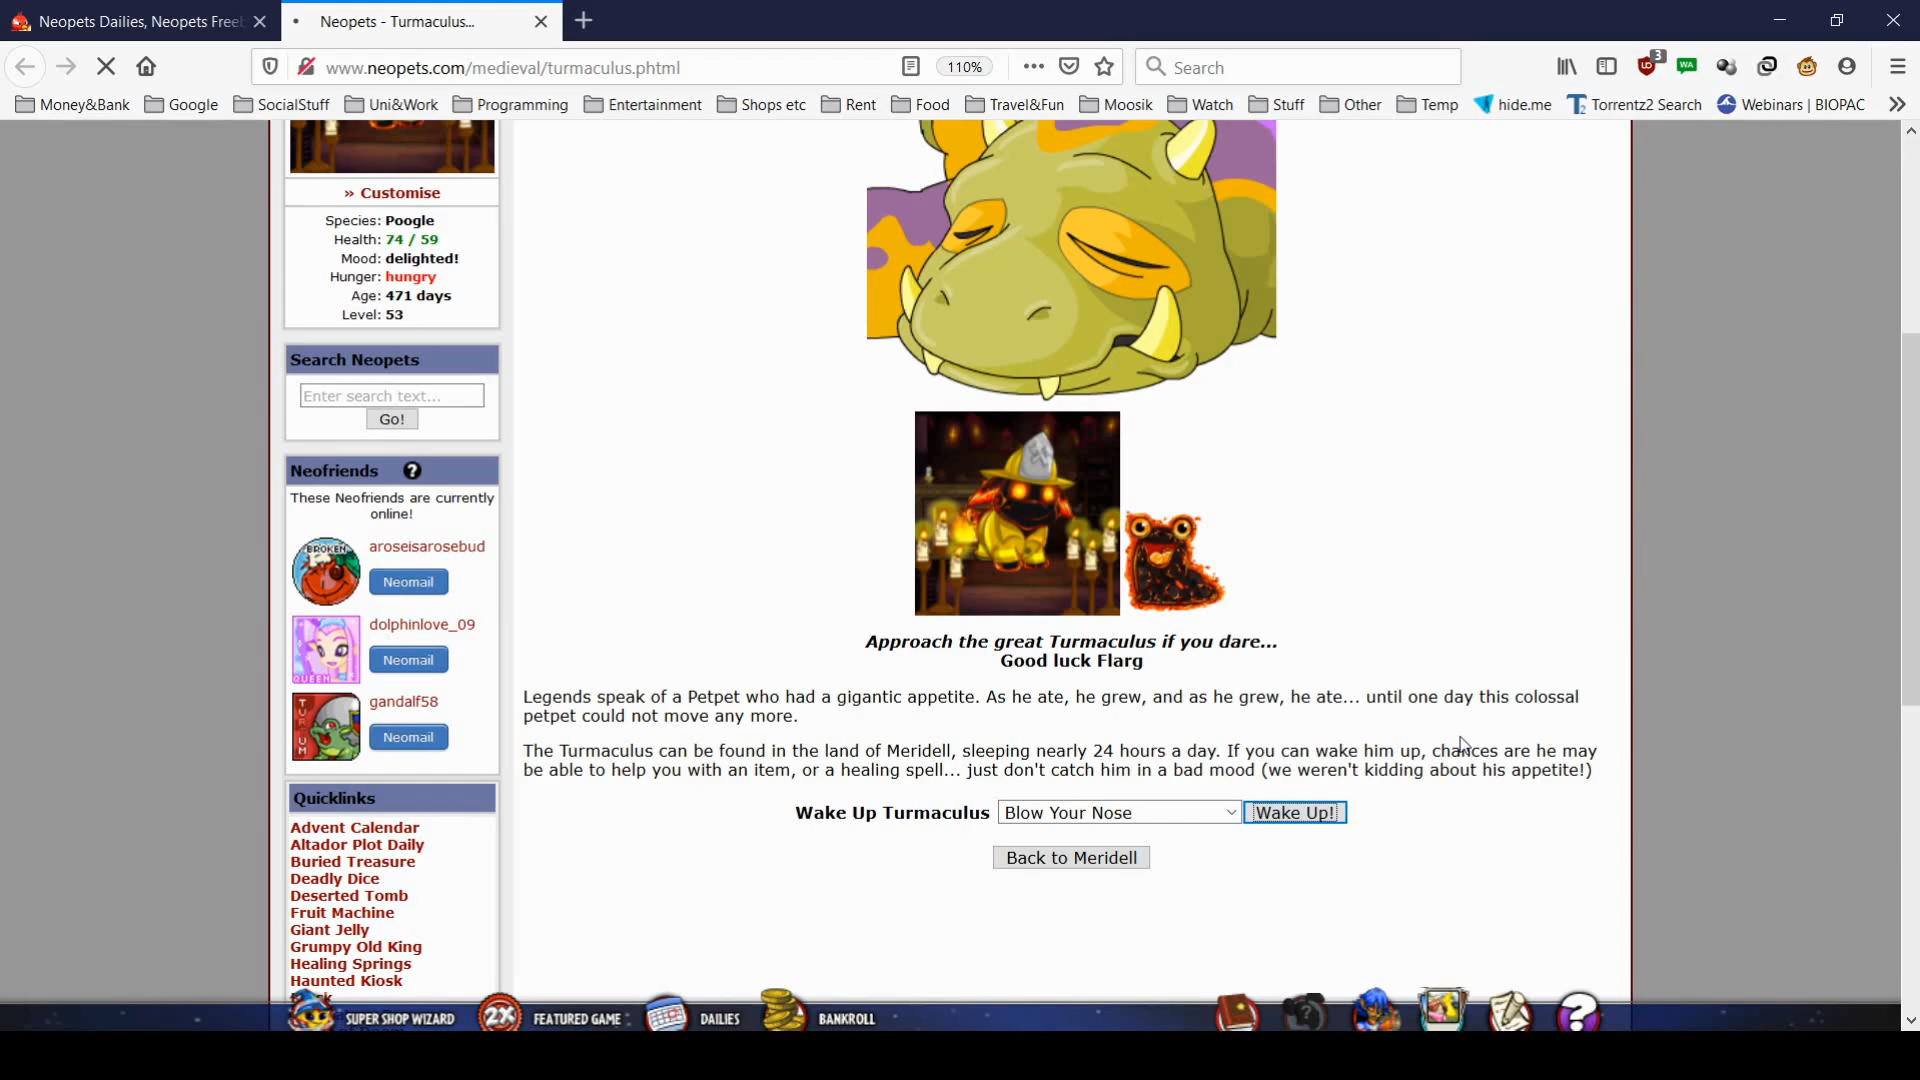 Neopets Dailies, Neopets Freeb
Neopets - Turmaculus...
www.neopets.com/medieval/turmaculus.phtml
110%
Search
3
Money&Bank
Google
SocialStuff
Uni&Work
Programming
Entertainment
Shops etc
Rent
Food
Travel&Fun
Moosik
Watch
Stuff
Other
Temp
hide.me
Torrentz2 Search
Webinars | BIOPAC
» Customise
Species: Poogle
Health: 74 / 59
Mood: delighted!
Hunger: hungry
Age: 471 days
Level: 53
Search Neopets
Enter search text...
Go!
Neofriends
These Neofriends are currently
online!
BROKEN
aroseisarosebud
Neomail
QUEEN
dolphinlove_09
Neomail
TURTUM
gandalf58
Neomail
Quicklinks
Advent Calendar
Altador Plot Daily
Buried Treasure
Deadly Dice
Deserted Tomb
Fruit Machine
Giant Jelly
Grumpy Old King
Healing Springs
Haunted Kiosk
Approach the great Turmaculus if you dare...
Good luck Flarg
Legends speak of a Petpet who had a gigantic appetite. As he ate, he grew, and as he grew, he ate... until one day this colossal
petpet could not move any more.
The Turmaculus can be found in the land of Meridell, sleeping nearly 24 hours a day. If you can wake him up, chances are he may
be able to help you with an item, or a healing spell... just don't catch him in a bad mood (we weren't kidding about his appetite!)
Wake Up Turmaculus
Blow Your Nose
Wake Up!
Back to Meridell
SUPER SHOP WIZARD
2X
FEATURED GAME
DAILIES
BANKROLL